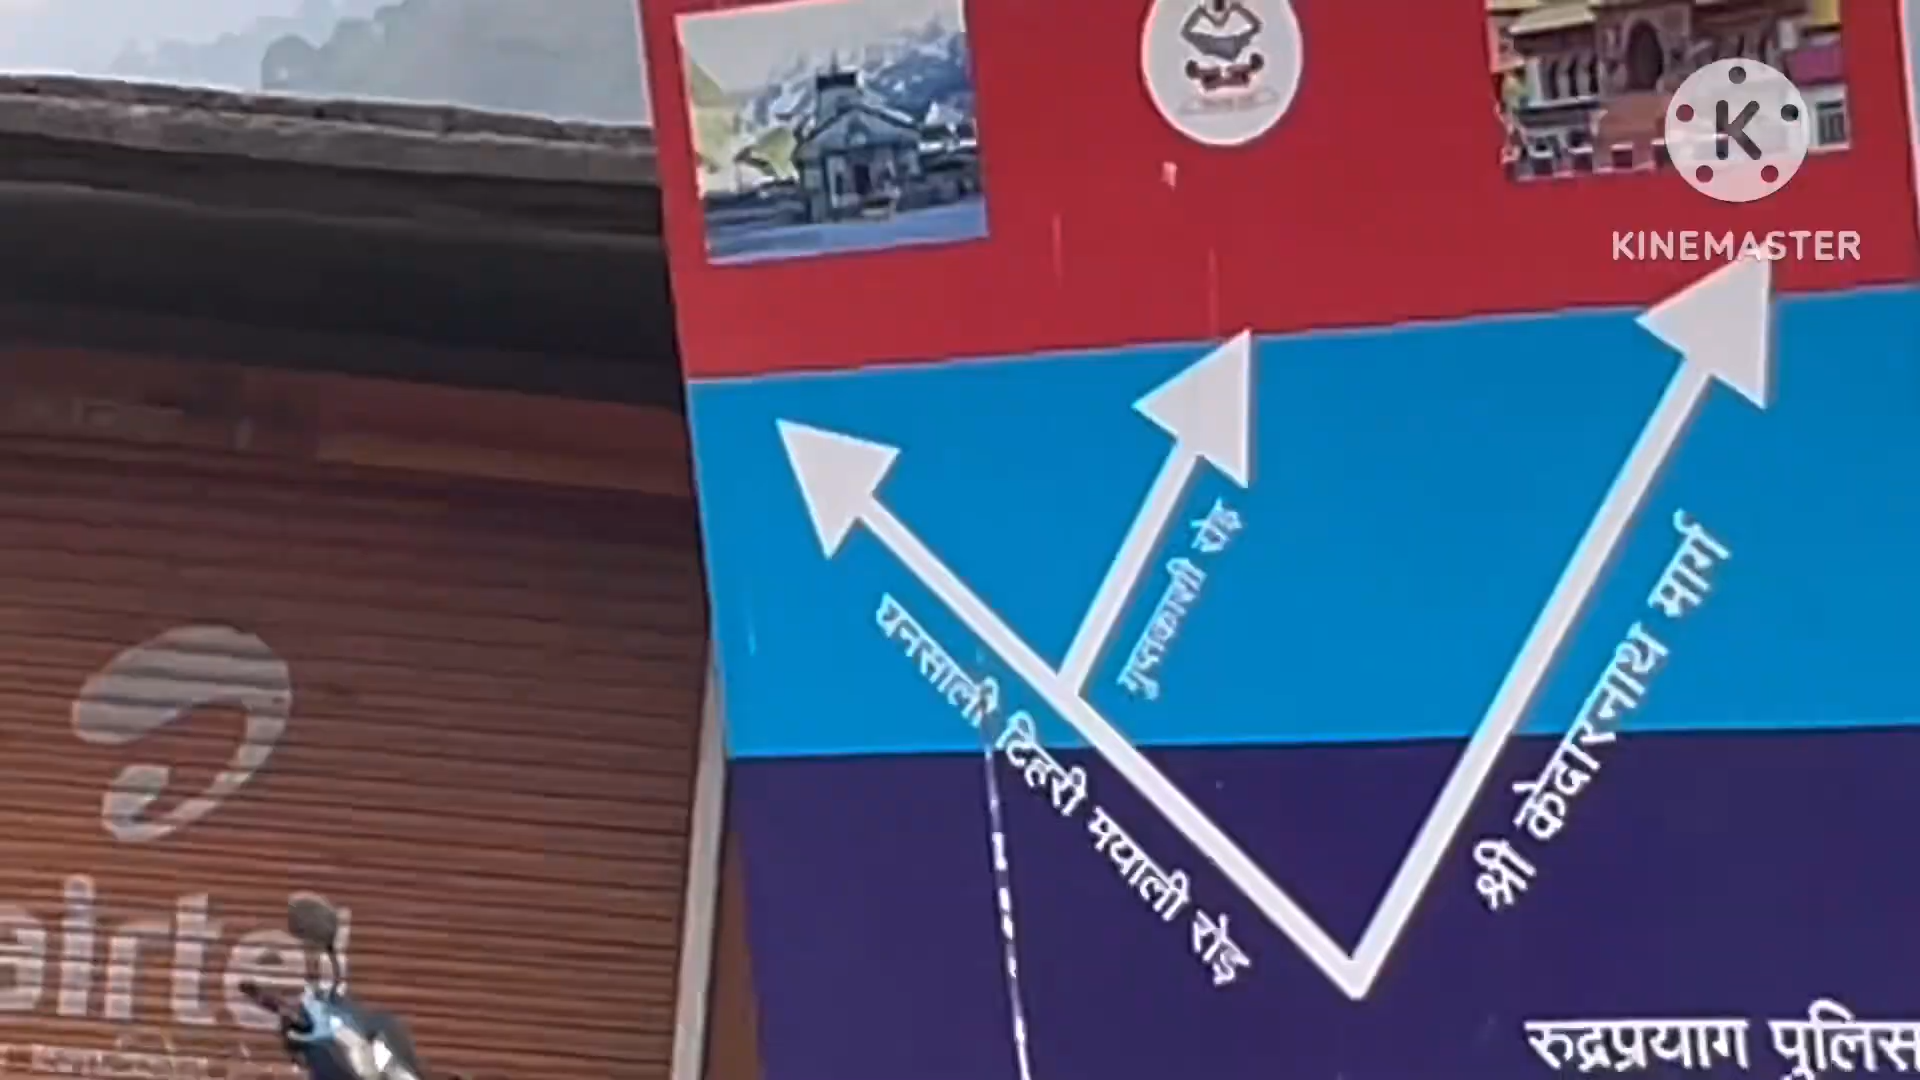 KINEMASTER
गुप्तकाशी रोड़
घनसाली टिहरी मयाली रोड़
श्री केदारनाथ मार्ग
airtel
रुद्रप्रयाग पुलिस